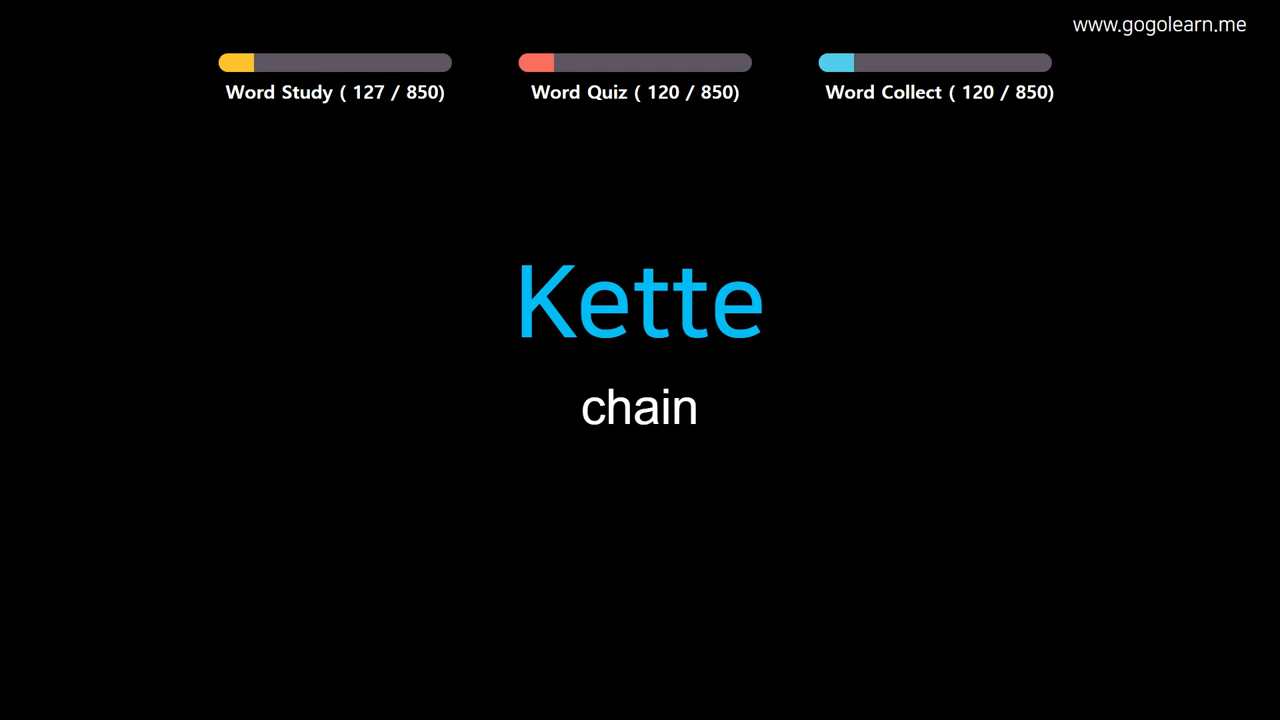 www.gogolearn.me
Word Study ( 127 / 850)
Word Quiz ( 120 / 850)
Word Collect ( 120 / 850)
Kette
chain